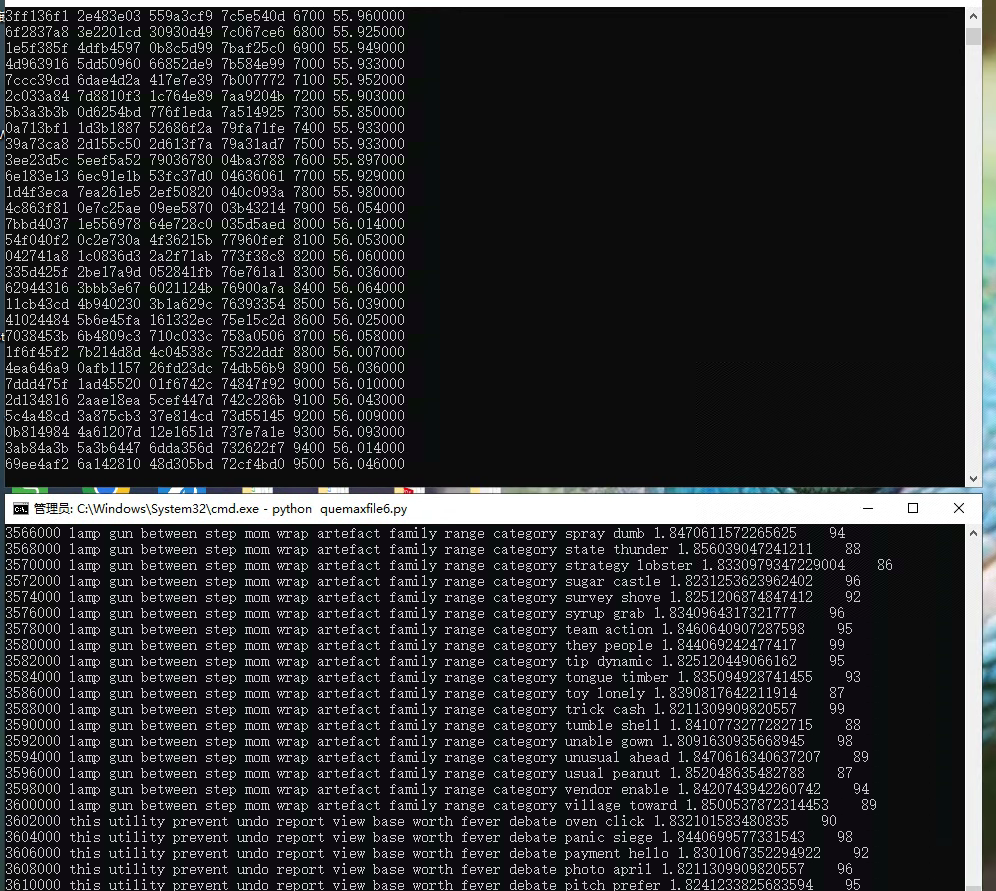 3ff136f1 2e483e03 559a3cf9 7c5e540d 6700 55.960000
6f2837a8 3e2201cd 30930d49 7c067ce6 6800 55.925000
1e5f385f 4dfb4597 0b8c5d99 7baf25c0 6900 55.949000
4d963916 5dd50960 66852de9 7b584e99 7000 55.933000
7ccc39cd 6dae4d2a 417e7e39 7b007772 7100 55.952000
2c033a84 7d8810f3 1c764e89 7aa9204b 7200 55.903000
5b3a3b3b 0d6254bd 776f1eda 7a514925 7300 55.850000
0a713bf1 1d3b1887 52686f2a 79fa71fe 7400 55.933000
39a73ca8 2d155c50 2d613f7a 79a31ad7 7500 55.943000
3ee23d5c 5eef5a52 79036780 04ba3788 7600 55.897000
6e183e13 6ec91e1b 53fc37d0 04636061 7700 55.929000
1d4f3eca 7ea261e5 2ef50820 040c093a 7800 55.980000
4c863f81 0e7c25ae 09ee5870 03b43214 7900 56.054000
7bbd4037 1e556978 64e728c0 035d5aed 8000 56.014000
54f040f2 0c2e730a 4f36215b 77960fef 8100 56.053000
042741a8 1c0836d3 2a2f71ab 773f38c8 8200 56.060000
335d425f 2be17a9d 052841fb 76e761a1 8300 56.036000
62944316 3bbb3e67 6021124b 76900a7a 8400 56.064000
11cb43cd 4b940230 3b1a629c 76393354 8500 56.039000
41024484 5b6e45fa 161332ec 75e15c2d 8600 56.025000
7038453b 6b4809c3 710c033c 758a0506 8700 56.058000
1f6f45f2 7b214d8d 4c04538c 75322ddf 8800 56.007000
4ea646a9 0afb1157 26fd23dc 74db56b9 8900 56.036000
7ddd475f 1ad45520 01f6742c 74847f92 9000 56.010000
2d134816 2aae18ea 5cef447d 742c286b 9100 56.043000
5c4a48cd 3a875cb3 37e814cd 73d55145 9200 56.009000
0b814984 4a61207d 12e1651d 737e7a1e 9300 56.093000
3ab84a3b 5a3b6447 6dda356d 732622f7 9400 56.014000
69ee4af2 6a142810 48d305bd 72cf4bd0 9500 56.046000
管理员: C:\Windows\System32\cmd.exe - python quemaxfile6.py
3566000 lamp gun between step mom wrap artefact family range category spray dumb 1.8470611572265625 94
3568000 lamp gun between step mom wrap artefact family range category state thunder 1.856039047241211 88
3570000 lamp gun between step mom wrap artefact family range category strategy lobster 1.8330979347229004 86
3572000 lamp gun between step mom wrap artefact family range category sugar castle 1.8231253623962402 96
3574000 lamp gun between step mom wrap artefact family range category survey shove 1.8251206874847412 92
3576000 lamp gun between step mom wrap artefact family range category syrup grab 1.8340964317321777 96
3578000 lamp gun between step mom wrap artefact family range category team action 1.8460640907287598 95
3580000 lamp gun between step mom wrap artefact family range category they people 1.844069242477417 99
3582000 lamp gun between step mom wrap artefact family range category tip dynamic 1.825120449066162 95
3584000 lamp gun between step mom wrap artefact family range category tongue timber 1.835094928741455 93
3586000 lamp gun between step mom wrap artefact family range category toy lonely 1.8390817642211914 87
3588000 lamp gun between step mom wrap artefact family range category trick cash 1.8211309909820557 99
3590000 lamp gun between step mom wrap artefact family range category tumble shell 1.8410773277282715 88
3592000 lamp gun between step mom wrap artefact family range category unable gown 1.809163093566​8945 98
3594000 lamp gun between step mom wrap artefact family range category unusual ahead 1.8470616340637207 89
3596000 lamp gun between step mom wrap artefact family range category usual peanut 1.852048635482788 87
3598000 lamp gun between step mom wrap artefact family range category vendor enable 1.8420743942260742 94
3600000 lamp gun between step mom wrap artefact family range category village toward 1.8500537872314453 89
3602000 this utility prevent undo report view base worth fever debate oven click 1.832101583480835 90
3604000 this utility prevent undo report view base worth fever debate panic siege 1.8440699577331543 98
3606000 this utility prevent undo report view base worth fever debate payment hello 1.8301067352294922 92
3608000 this utility prevent undo report view base worth fever debate photo april 1.8211309909820557 96
3610000 this utility prevent undo report view base worth fever debate pitch prefer 1.8241233825683594 95